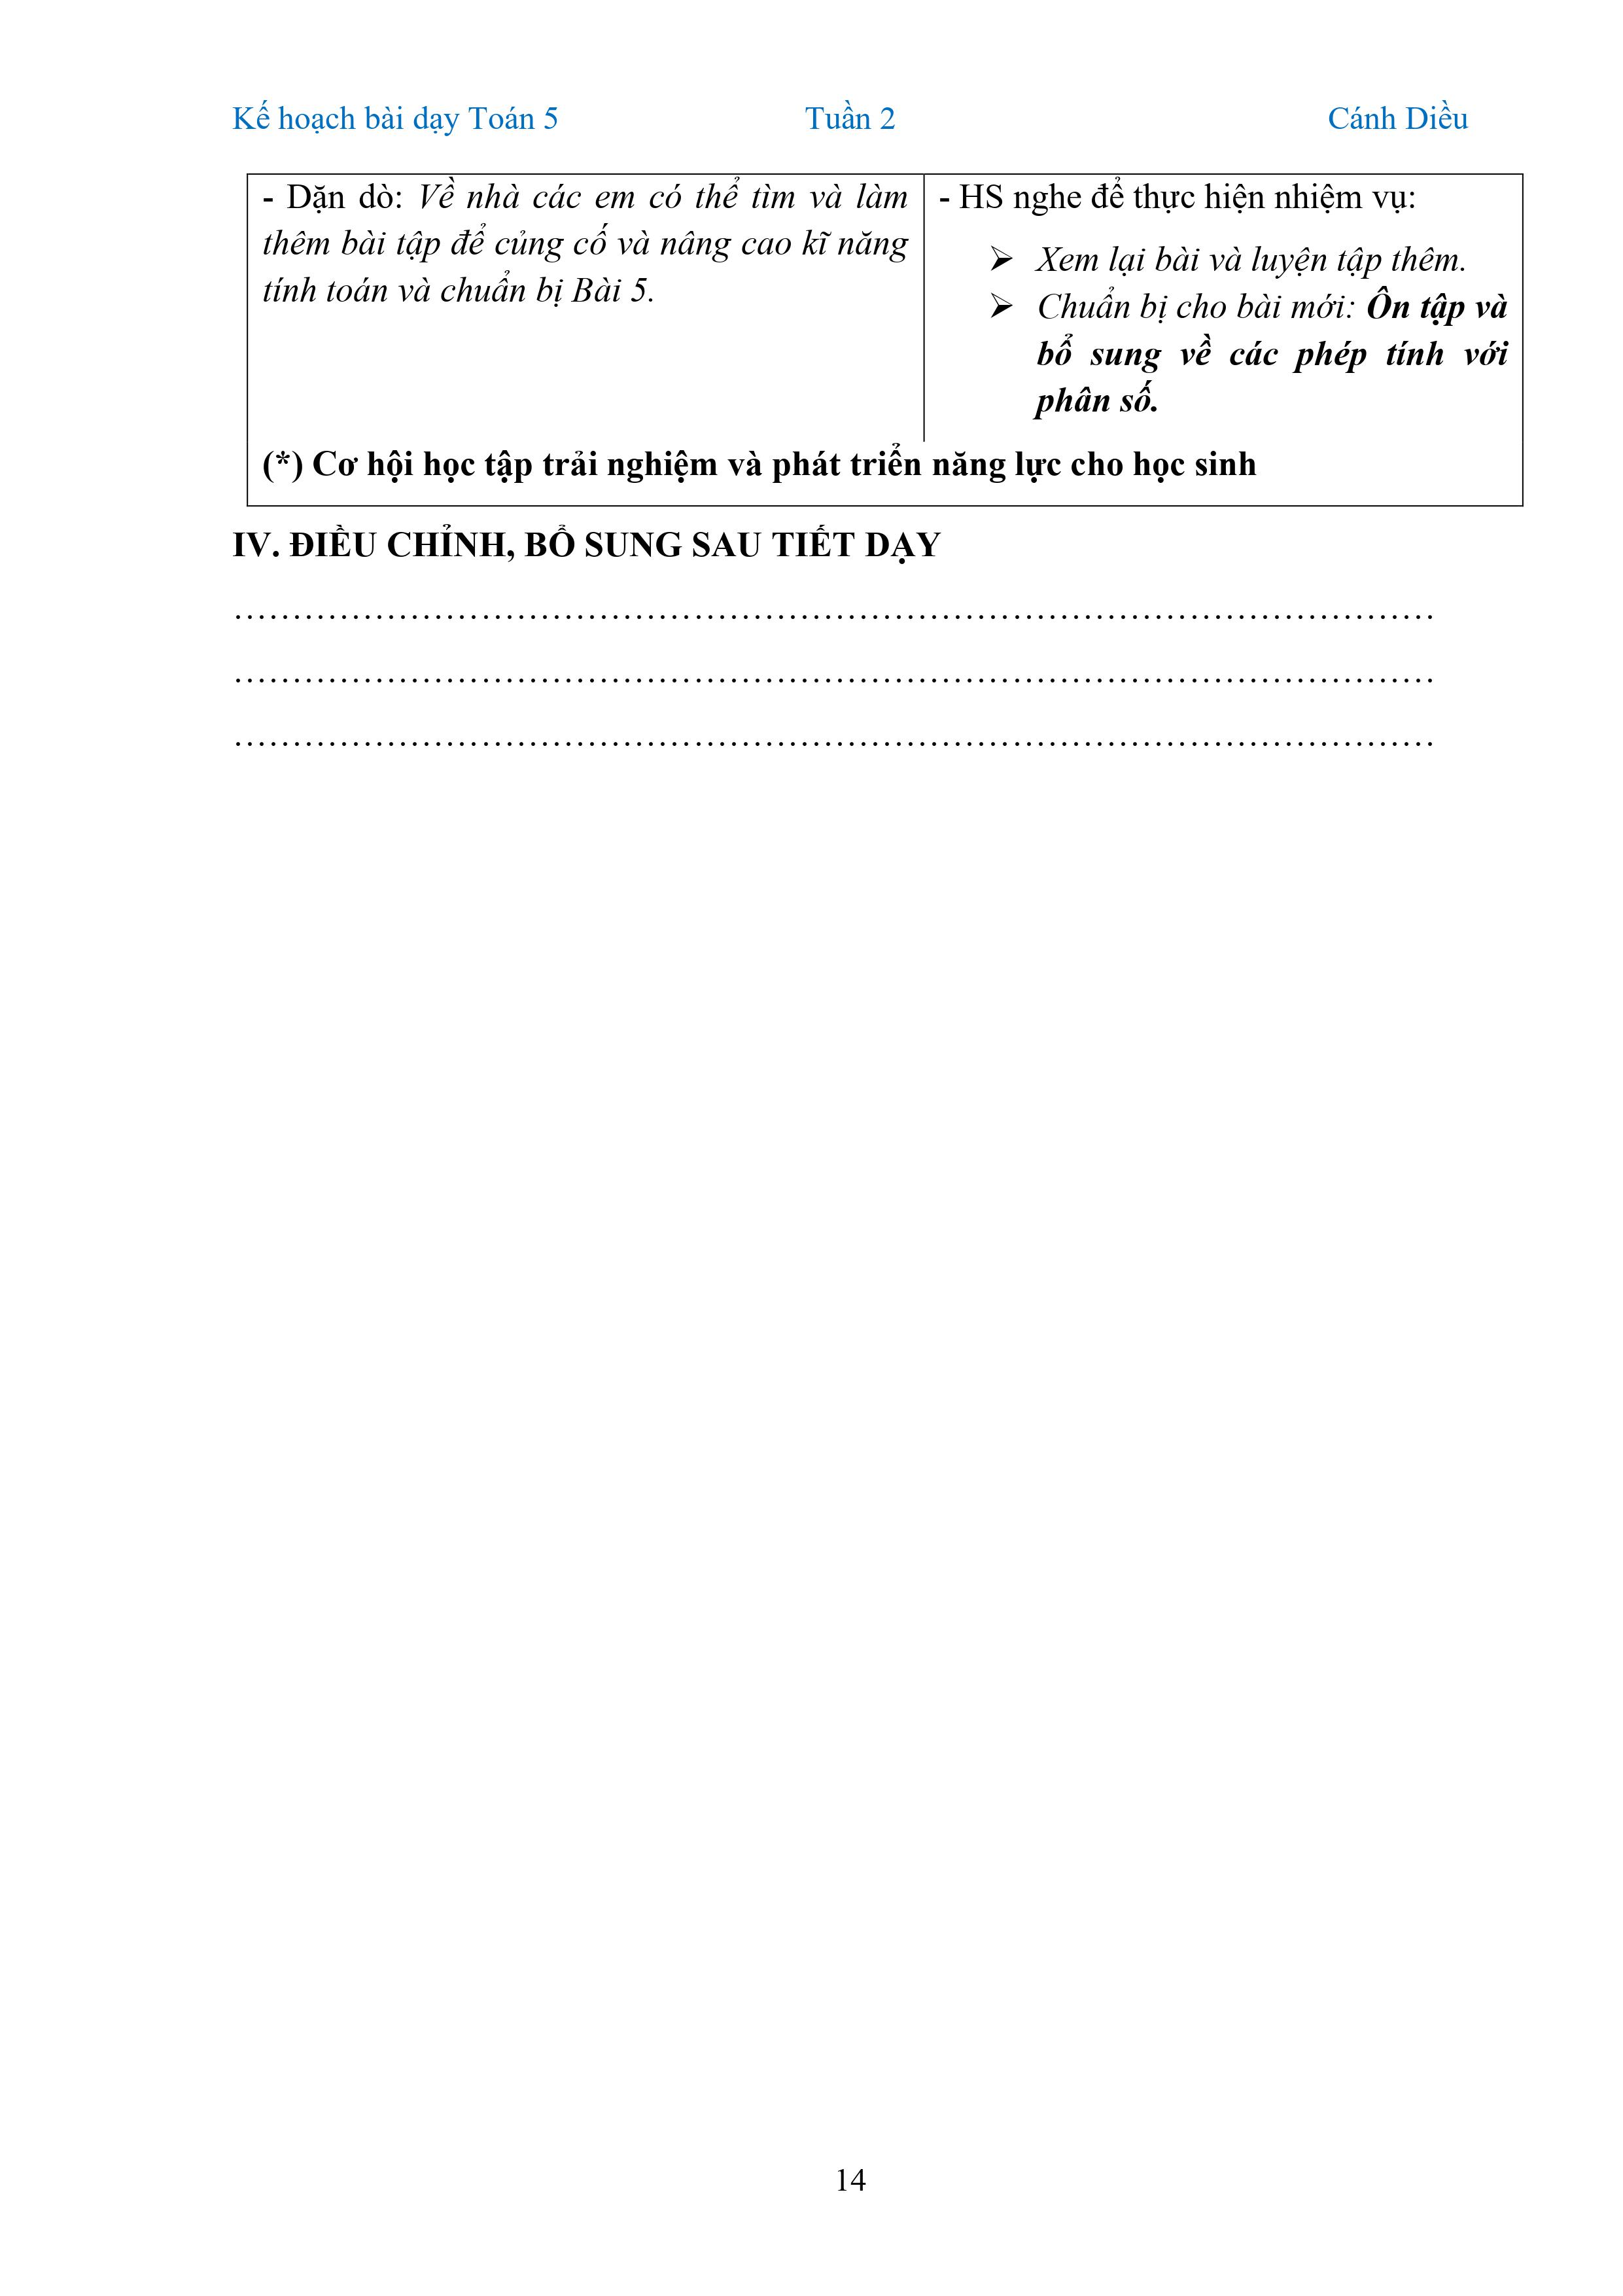 Kế hoạch bài dạy Toán 5 Tuần 2 Cánh Diều
- Dặn dò: Về nhà các em có thể tìm và làm
thêm bài tập để củng cố và nâng cao kĩ năng
tính toán và chuẩn bị Bài 5.
- HS nghe để thực hiện nhiệm vụ:
➢ Xem lại bài và luyện tập thêm.
➢ Chuẩn bị cho bài mới: Ôn tập và
bổ sung về các phép tính với
phân số.
(*) Cơ hội học tập trải nghiệm và phát triển năng lực cho học sinh
IV. ĐIỀU CHỈNH, BỔ SUNG SAU TIẾT DẠY
……………………………………………………………………………………………
……………………………………………………………………………………………
……………………………………………………………………………………………
14